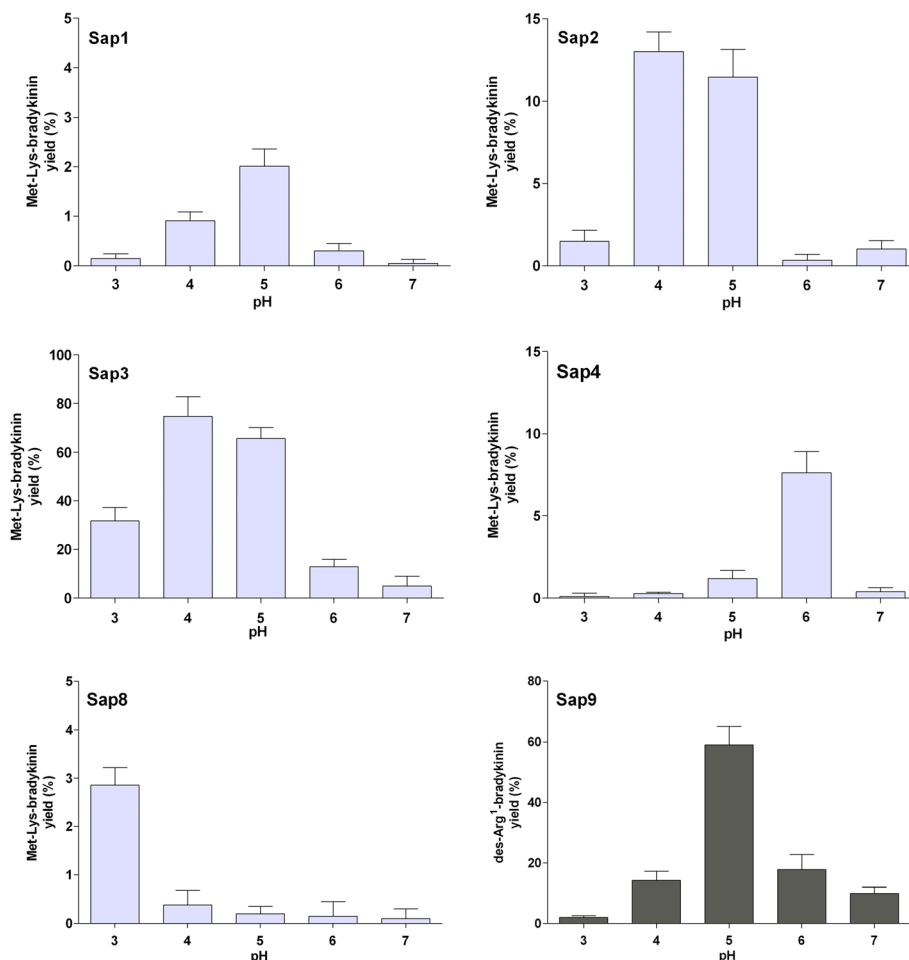 Sap1
Met-Lys-bradykinin
yield (%)
5
4
3
2
1
0
3 4 5 6 7
pH
Sap2
Met-Lys-bradykinin
yield (%)
15
10
5
0
3 4 5 6 7
pH
Sap3
Met-Lys-bradykinin
yield (%)
100
80
60
40
20
0
3 4 5 6 7
pH
Sap4
Met-Lys-bradykinin
yield (%)
15
10
5
0
3 4 5 6 7
pH
Sap8
Met-Lys-bradykinin
yield (%)
5
4
3
2
1
0
3 4 5 6 7
pH
Sap9
des-Arg¹-bradykinin
yield (%)
80
60
40
20
0
3 4 5 6 7
pH